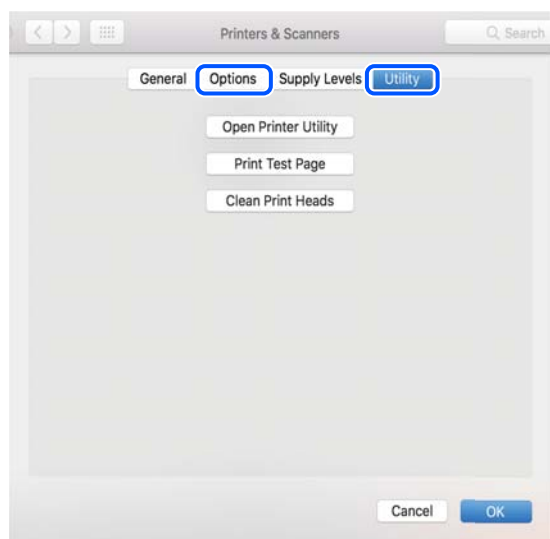 Printers & Scanners Search
General Options Supply Levels Utility
Open Printer Utility
Print Test Page
Clean Print Heads
Cancel OK